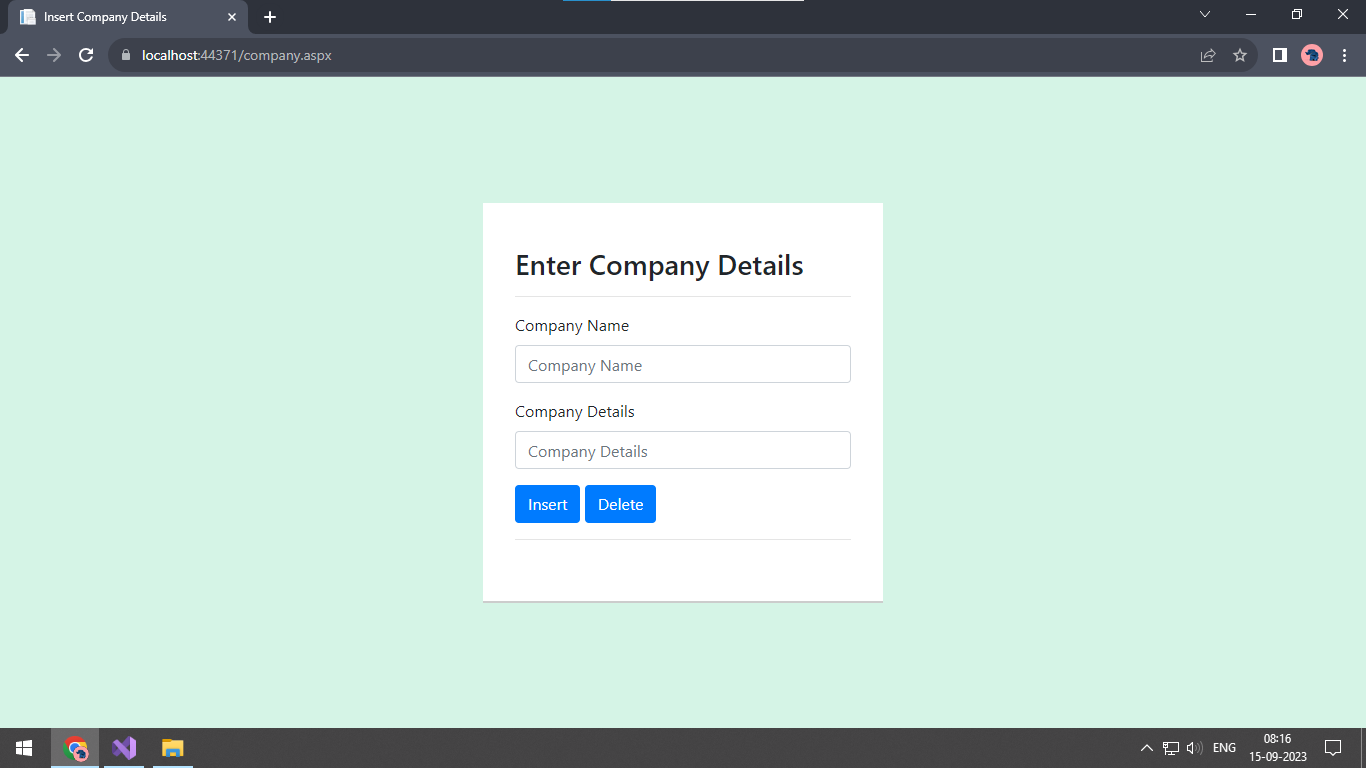 Insert Company Details
localhost:44371/company.aspx
Enter Company Details
Company Name
Company Name
Company Details
Company Details
Insert Delete
ENG
08:16
15-09-2023